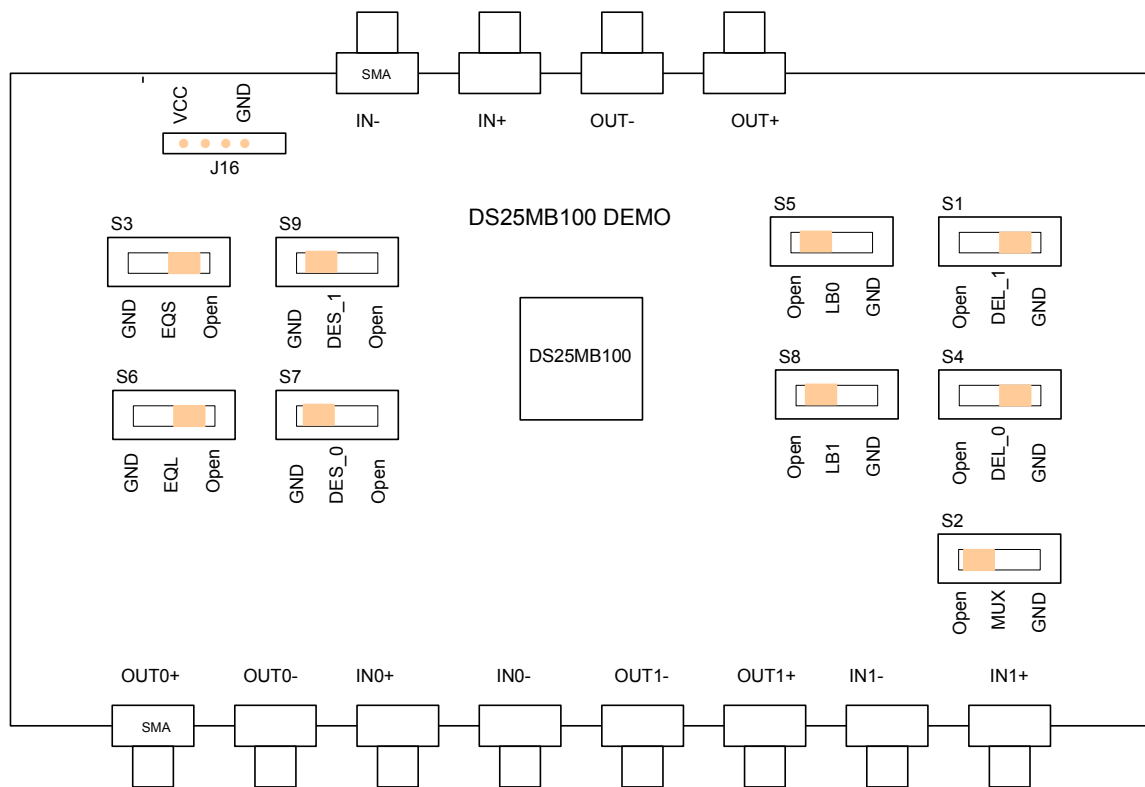 SMA
IN-
IN+
OUT-
OUT+
VCC
GND
J16
DS25MB100 DEMO
S3
GND
EQS
Open
S9
GND
DES_1
Open
S5
Open
LB0
GND
S1
Open
DEL_1
GND
DS25MB100
S6
GND
EQL
Open
S7
GND
DES_0
Open
S8
Open
LB1
GND
S4
Open
DEL_0
GND
S2
Open
MUX
GND
OUT0+
OUT0-
IN0+
IN0-
OUT1-
OUT1+
IN1-
IN1+
SMA